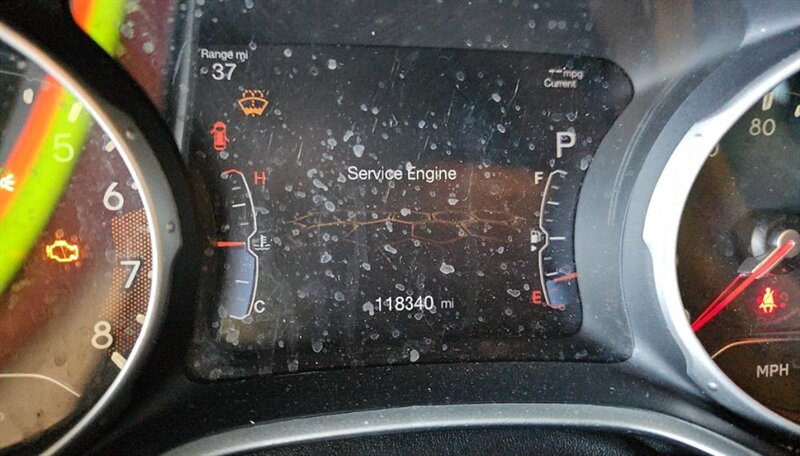 Range mi
37
mpg
Current
P
Service Engine
H
F
C
E
118340 mi
5
6
7
8
80
MPH